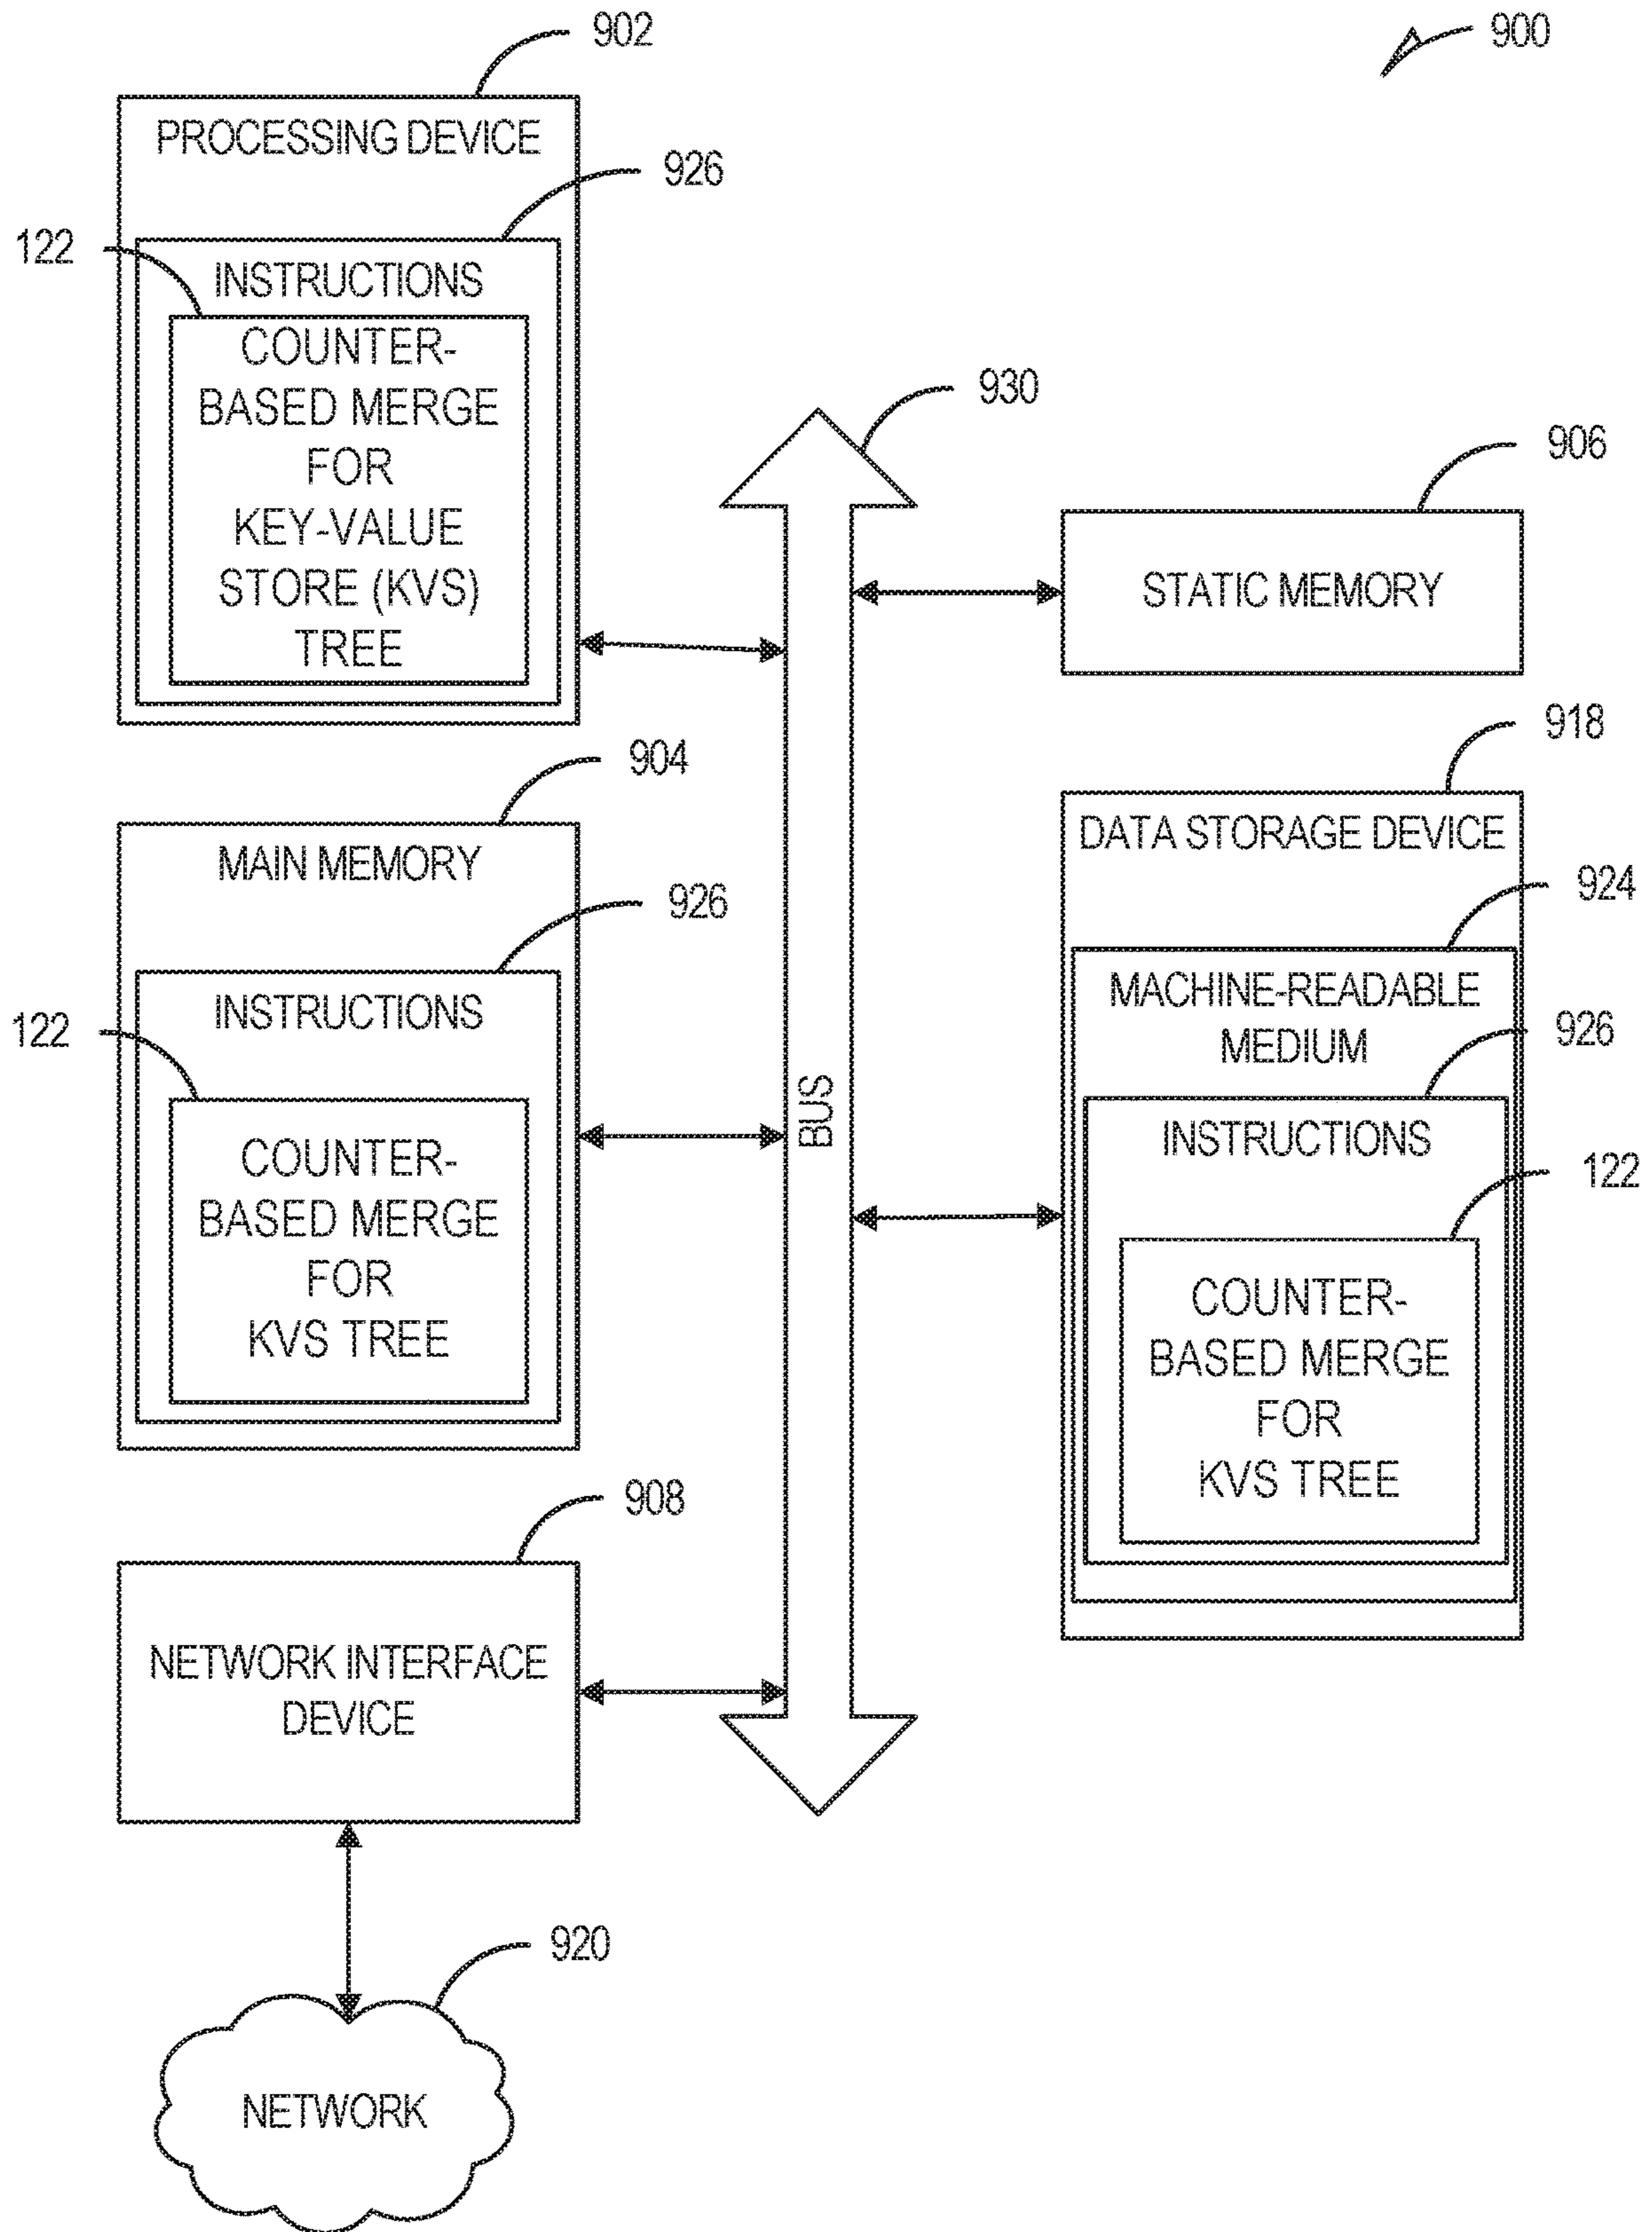 902
900
PROCESSING DEVICE
926
122
INSTRUCTIONS
COUNTER-
BASED MERGE
FOR
KEY-VALUE
STORE (KVS)
TREE
930
906
STATIC MEMORY
904
MAIN MEMORY
926
122
INSTRUCTIONS
COUNTER-
BASED MERGE
FOR
KVS TREE
BUS
918
DATA STORAGE DEVICE
924
MACHINE-READABLE
MEDIUM
926
INSTRUCTIONS
122
COUNTER-
BASED MERGE
FOR
KVS TREE
908
NETWORK INTERFACE
DEVICE
920
NETWORK